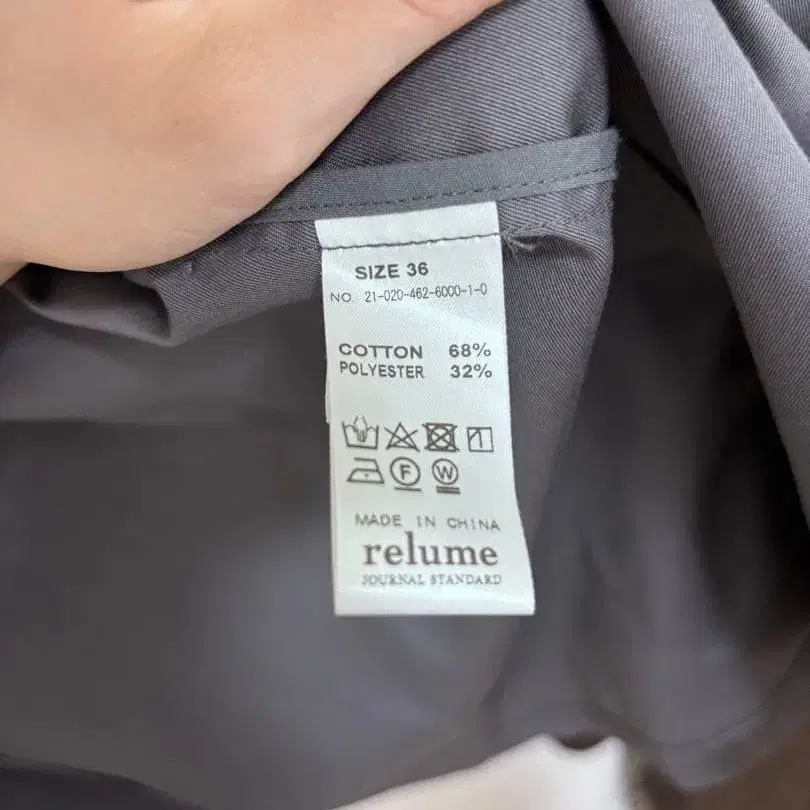 SIZE 36
NO. 21-020-462-6000-1-0
COTTON 68%
POLYESTER 32%
F W
MADE IN CHINA
relume
JOURNAL STANDARD